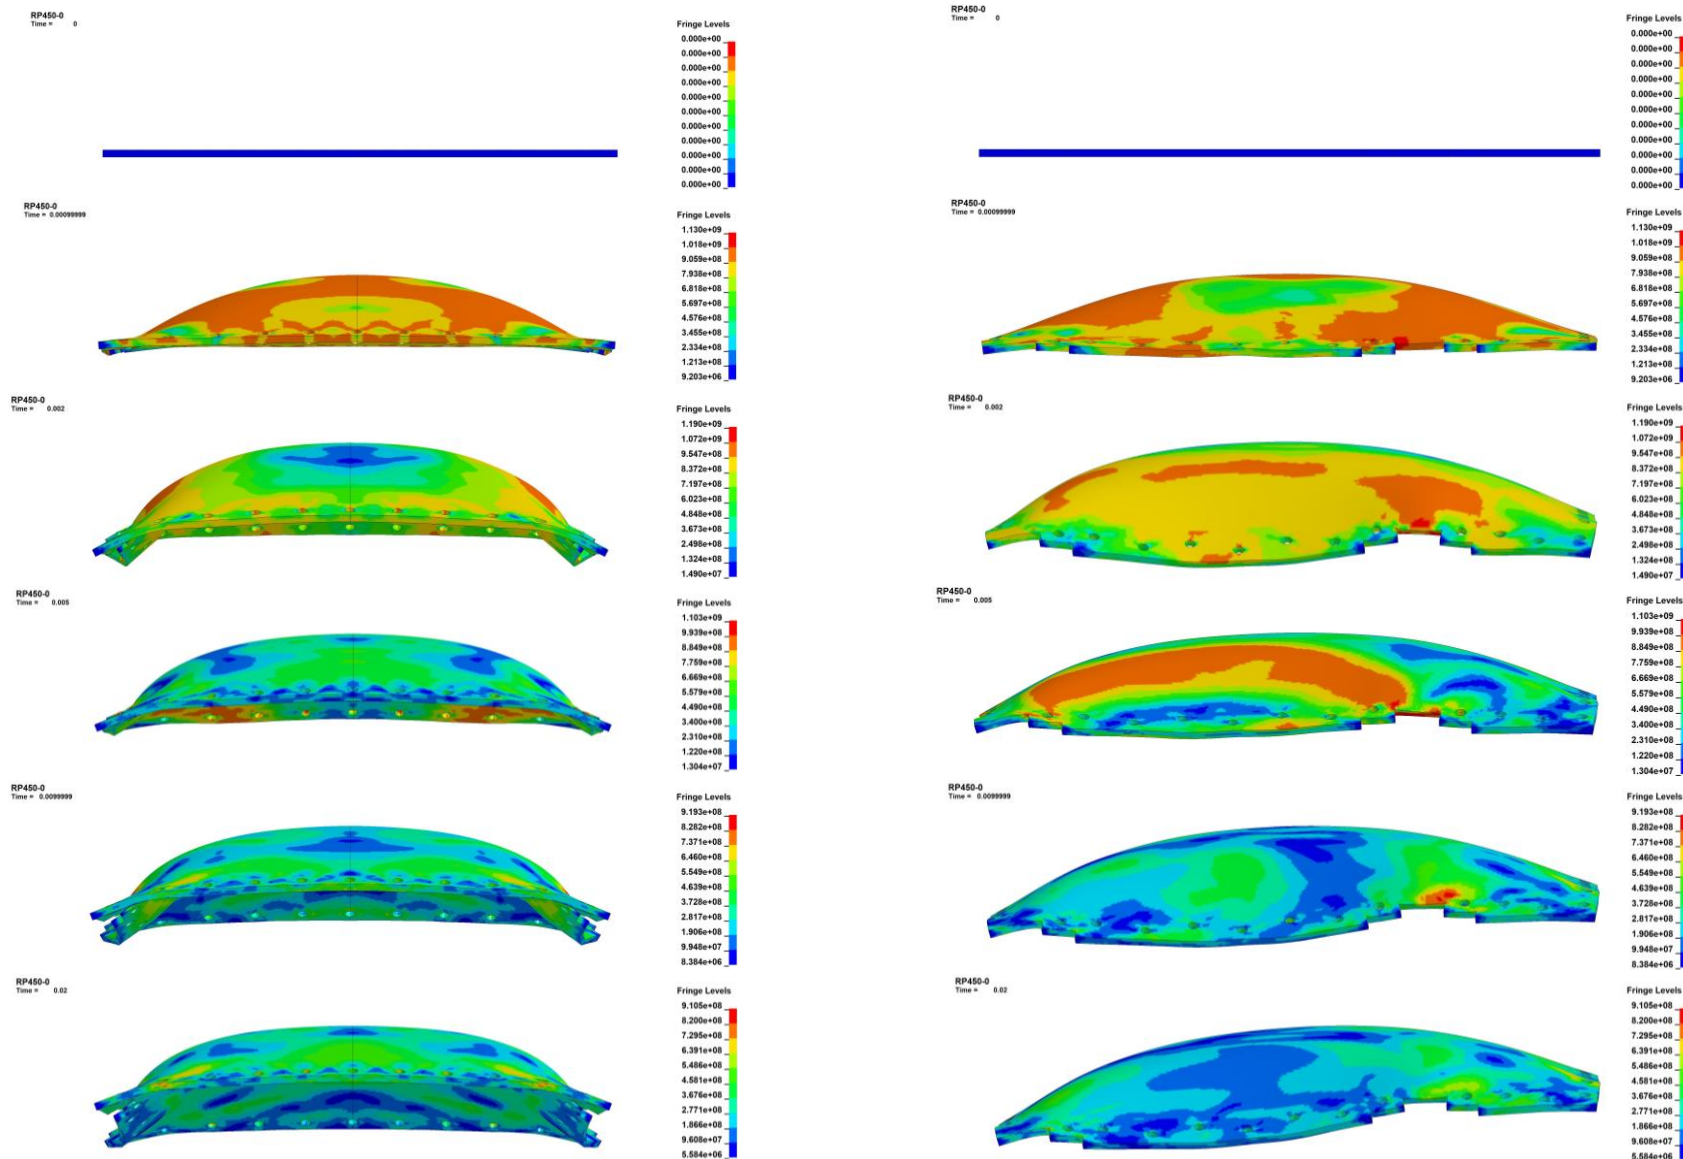 RP450-0
Time = 0
Fringe Levels
0.000e+00
0.000e+00
0.000e+00
0.000e+00
0.000e+00
0.000e+00
0.000e+00
0.000e+00
0.000e+00
0.000e+00
0.000e+00
RP450-0
Time = 0
Fringe Levels
0.000e+00
0.000e+00
0.000e+00
0.000e+00
0.000e+00
0.000e+00
0.000e+00
0.000e+00
0.000e+00
0.000e+00
0.000e+00
RP450-0
Time = 0.00099999
Fringe Levels
1.130e+09
1.018e+09
9.059e+08
7.938e+08
6.818e+08
5.697e+08
4.576e+08
3.455e+08
2.334e+08
1.213e+08
9.203e+06
RP450-0
Time = 0.00099999
Fringe Levels
1.130e+09
1.018e+09
9.059e+08
7.938e+08
6.818e+08
5.697e+08
4.576e+08
3.455e+08
2.334e+08
1.213e+08
9.203e+06
RP450-0
Time = 0.002
Fringe Levels
1.190e+09
1.072e+09
9.547e+08
8.372e+08
7.197e+08
6.023e+08
4.848e+08
3.673e+08
2.498e+08
1.324e+08
1.490e+07
RP450-0
Time = 0.002
Fringe Levels
1.190e+09
1.072e+09
9.547e+08
8.372e+08
7.197e+08
6.023e+08
4.848e+08
3.673e+08
2.498e+08
1.324e+08
1.490e+07
RP450-0
Time = 0.005
Fringe Levels
1.103e+09
9.939e+08
8.849e+08
7.759e+08
6.669e+08
5.579e+08
4.490e+08
3.400e+08
2.310e+08
1.220e+08
1.304e+07
RP450-0
Time = 0.005
Fringe Levels
1.103e+09
9.939e+08
8.849e+08
7.759e+08
6.669e+08
5.579e+08
4.490e+08
3.400e+08
2.310e+08
1.220e+08
1.304e+07
RP450-0
Time = 0.0099999
Fringe Levels
9.193e+08
8.282e+08
7.371e+08
6.460e+08
5.549e+08
4.639e+08
3.728e+08
2.817e+08
1.906e+08
9.948e+07
8.384e+06
RP450-0
Time = 0.0099999
Fringe Levels
9.193e+08
8.282e+08
7.371e+08
6.460e+08
5.549e+08
4.639e+08
3.728e+08
2.817e+08
1.906e+08
9.948e+07
8.384e+06
RP450-0
Time = 0.02
Fringe Levels
9.105e+08
8.200e+08
7.295e+08
6.391e+08
5.486e+08
4.581e+08
3.676e+08
2.771e+08
1.866e+08
9.608e+07
5.584e+06
RP450-0
Time = 0.02
Fringe Levels
9.105e+08
8.200e+08
7.295e+08
6.391e+08
5.486e+08
4.581e+08
3.676e+08
2.771e+08
1.866e+08
9.608e+07
5.584e+06